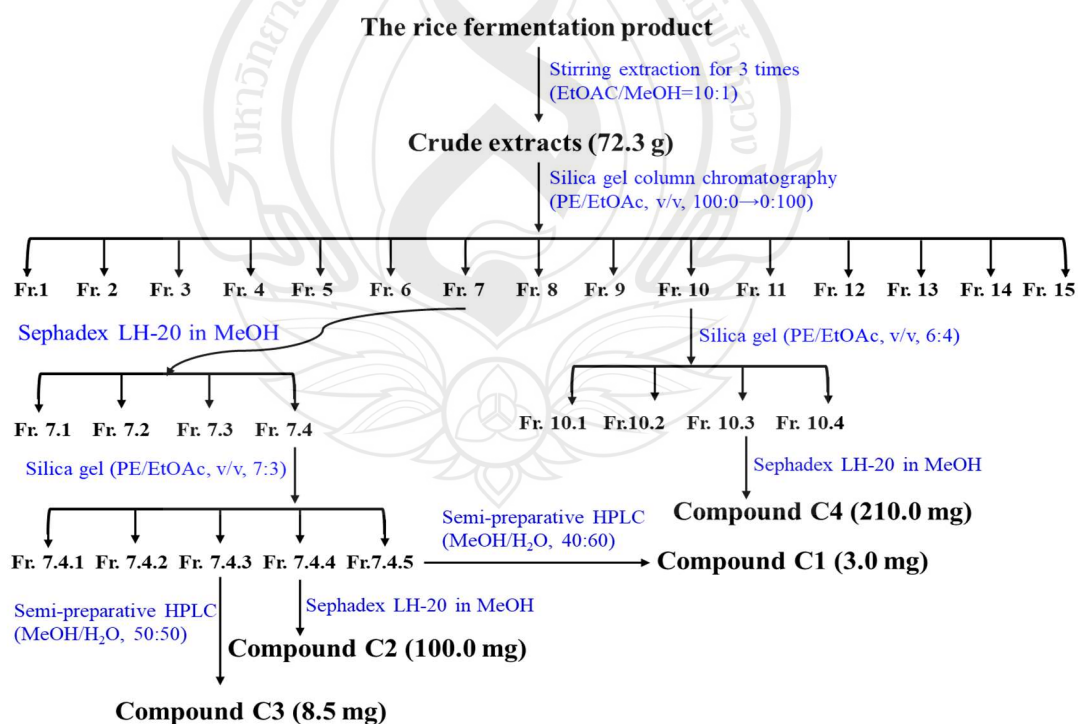 The rice fermentation product
Stirring extraction for 3 times
(EtOAC/MeOH=10:1)
Crude extracts (72.3 g)
Silica gel column chromatography
(PE/EtOAc, v/v, 100:0→0:100)
Fr.1 Fr. 2 Fr. 3 Fr. 4 Fr. 5 Fr. 6 Fr. 7 Fr. 8 Fr. 9 Fr. 10 Fr. 11 Fr. 12 Fr. 13 Fr. 14 Fr. 15
Sephadex LH-20 in MeOH
Silica gel (PE/EtOAc, v/v, 6:4)
Fr. 7.1 Fr. 7.2 Fr. 7.3 Fr. 7.4
Fr. 10.1 Fr.10.2 Fr. 10.3 Fr. 10.4
Silica gel (PE/EtOAc, v/v, 7:3)
Sephadex LH-20 in MeOH
Compound C4 (210.0 mg)
Semi-preparative HPLC
(MeOH/H₂O, 40:60)
Fr. 7.4.1 Fr. 7.4.2 Fr. 7.4.3 Fr. 7.4.4 Fr.7.4.5
Compound C1 (3.0 mg)
Semi-preparative HPLC
(MeOH/H₂O, 50:50)
Sephadex LH-20 in MeOH
Compound C2 (100.0 mg)
Compound C3 (8.5 mg)